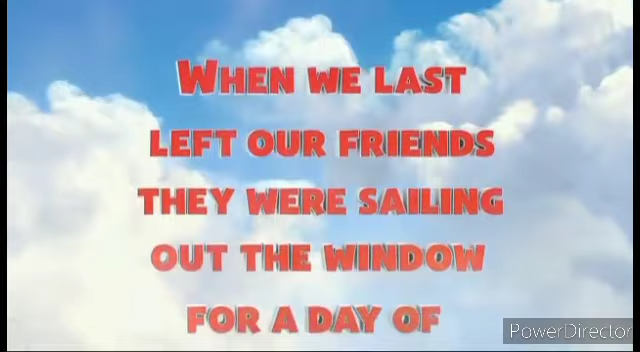 WHEN WE LAST
LEFT OUR FRIENDS
THEY WERE SAILING
OUT THE WINDOW
FOR A DAY OF
PowerDirector